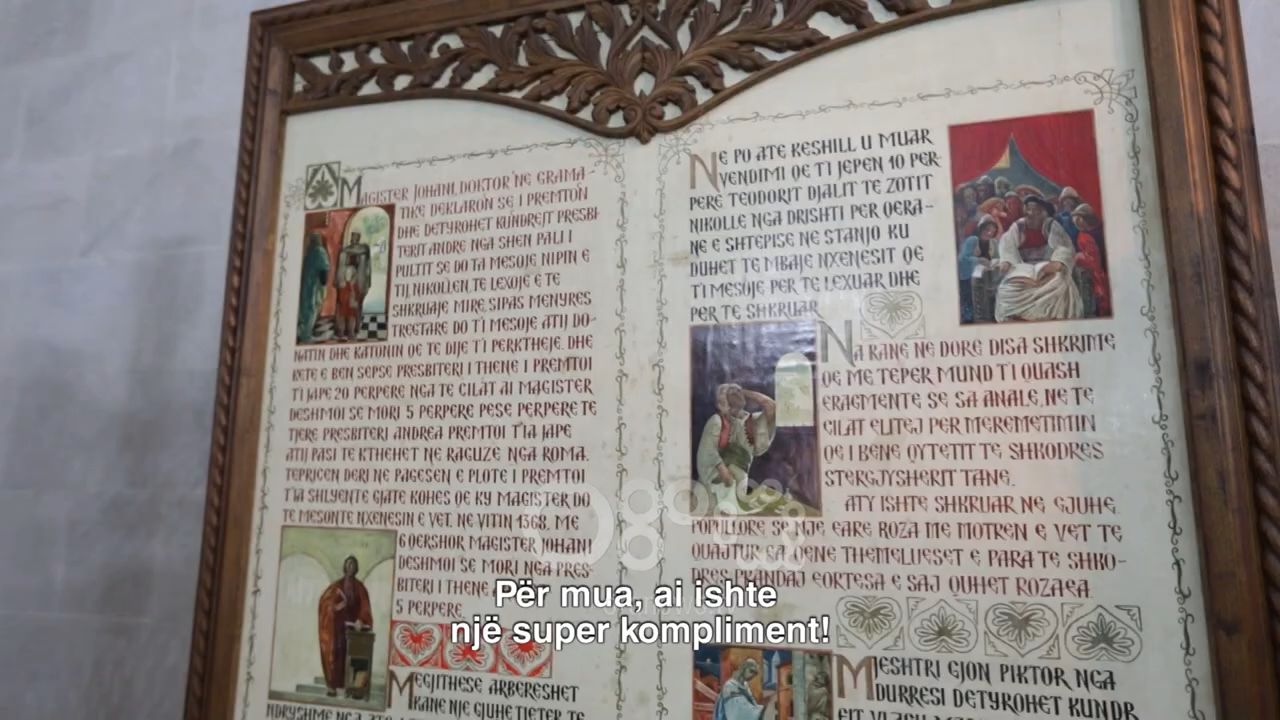 MAGISTER JOHANI, DOKTOR NE GRAMA-
TIKE DEKLARON SE I PREMTON
DHE DETYROHET KUNDREJT PRESBI-
TERIT ANDRE NGA SHEN PALI I
PULTIT SE DO TA MESOJE NIPIN E
TIJ, NIKOLLEN, TE LEXOJE E TE
SHKRUAJE MIRE, SIPAS MENYRES
TREGTARE DO T'I MESOJE ATIJ DO-
NATIN DHE KATONIN QE TE DIJE T'I PERKTHEJE. DHE
KETE E BEN SEPSE PRESBITERI I THENE I PREMTOI
T'I JAPE 20 PERPERE NGA TE CILAT AI MAGISTER
DESHMOI SE MORI 5 PERPERE PESE PERPERE TE
TJERE PRESBITERI ANDREA PREMTOI T'IA JAPE
ATIJ PASI TE KTHEHET NE RAGUZE NGA ROMA.
TEPRICEN DERI NE PAGESEN E PLOTE I PREMTOI
T'IA SHLYENTE GJATE KOHES QE KY MAGISTER DO
TE MESONTE NXENESIN E VET. NE VITIN 1368, ME
6 QERSHOR MAGISTER JOHANI
DESHMOI SE MORI NGA PRES-
BITERI I THENE
5 PERPERE
MEGJITHESE ARBERESHET
KANE NJE GJUHE TJETER TE
NDRYSHME NGA
NE PO ATE KESHILL U MUAR
VENDIMI QE T'I JEPEN 10 PER-
PERE TEODORIT DJALIT TE ZOTIT
NIKOLLE NGA DRISHTI PER QERA-
NE E SHTEPISE NE STANJO KU
DUHET TE MBAJE NXENESIT QE
T'I MESOJE PER TE LEXUAR DHE
PER TE SHKRUAR
NA RANE NE DORE DISA SHKRIME
QE ME TEPER MUND T'I QUASH
FRAGMENTE SE SA ANALE, NE TE
CILAT FLITEJ PER MEREMETIMIN
QE I BENE QYTETIT TE SHKODRES
STERGJYSHERIT TANE.
ATY ISHTE SHKRUAR NE GJUHE
POPULLORE SE NJE FARE ROZA ME MOTREN E VET TE
QUAJTUR FA QENE THEMELUESET E PARA TE SHKO-
DRES PRANDAJ FORTESA E SAJ QUHET ROZAFA.
MJESHTRI GJON PIKTOR NGA
DURRESI DETYROHET KUNDR
Për mua, ai ishte
një super kompliment!